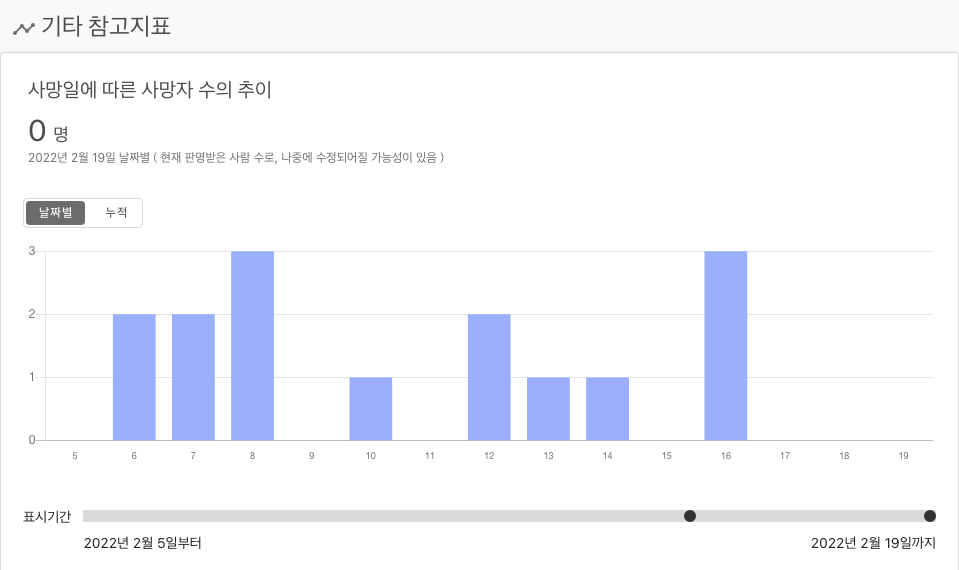 기타 참고지표
사망일에 따른 사망자 수의 추이
0 명
2022년 2월 19일 날짜별 ( 현재 판명받은 사람 수로, 나중에 수정되어질 가능성이 있음 )
날짜별 누적
3
2
1
0
5 6 7 8 9 10 11 12 13 14 15 16 17 18 19
표시기간
2022년 2월 5일부터 2022년 2월 19일까지